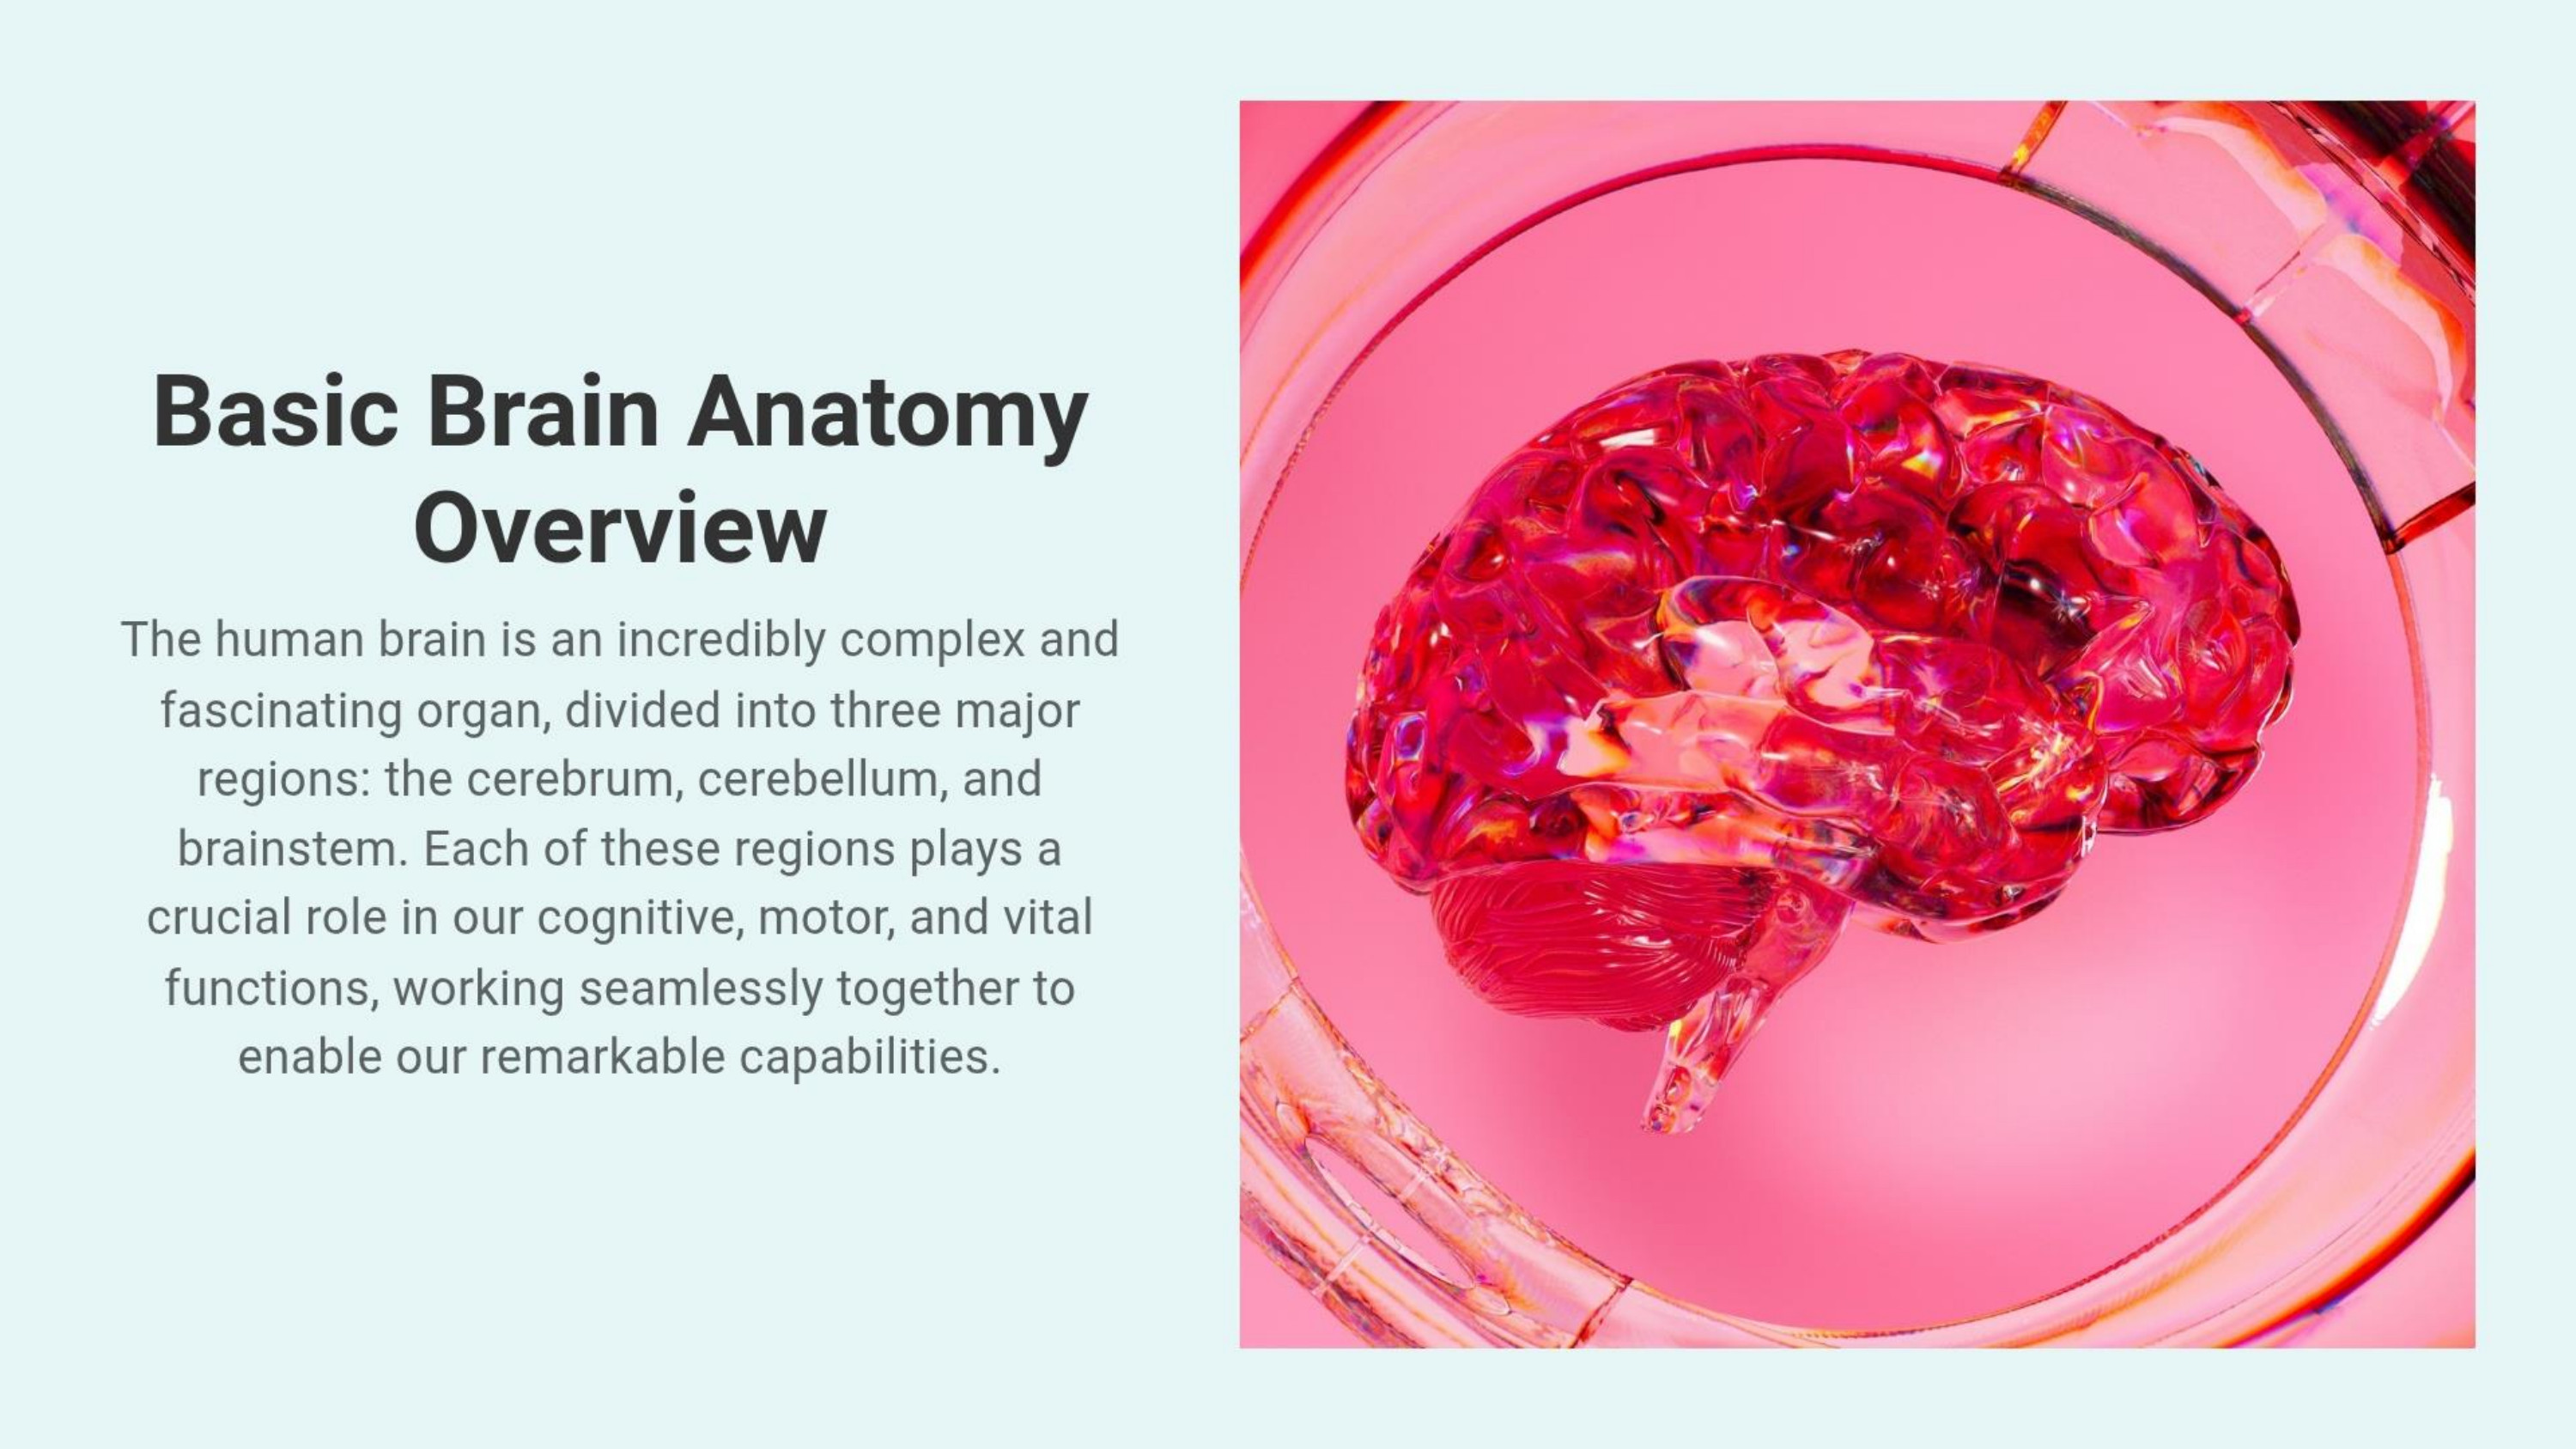 Basic Brain Anatomy
Overview
The human brain is an incredibly complex and
fascinating organ, divided into three major
regions: the cerebrum, cerebellum, and
brainstem. Each of these regions plays a
crucial role in our cognitive, motor, and vital
functions, working seamlessly together to
enable our remarkable capabilities.